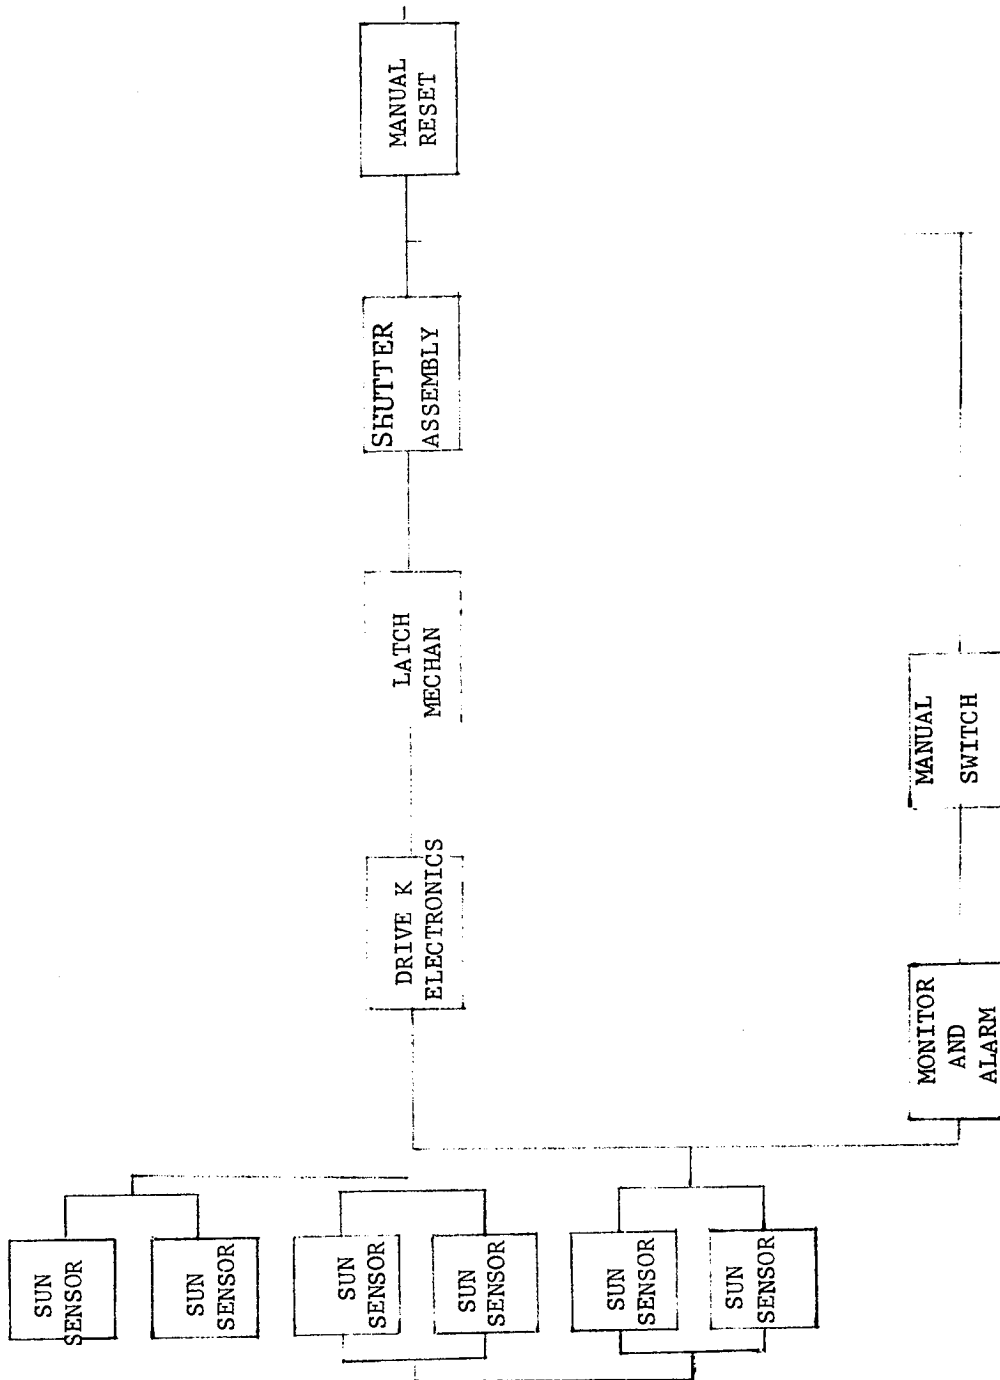 SUN
SENSOR
SUN
SENSOR
SUN
SENSOR
SUN
SENSOR
SUN
SENSOR
SUN
SENSOR
DRIVE K
ELECTRONICS
LATCH
MECHAN
SHUTTER
ASSEMBLY
MANUAL
RESET
MONITOR
AND
ALARM
MANUAL
SWITCH